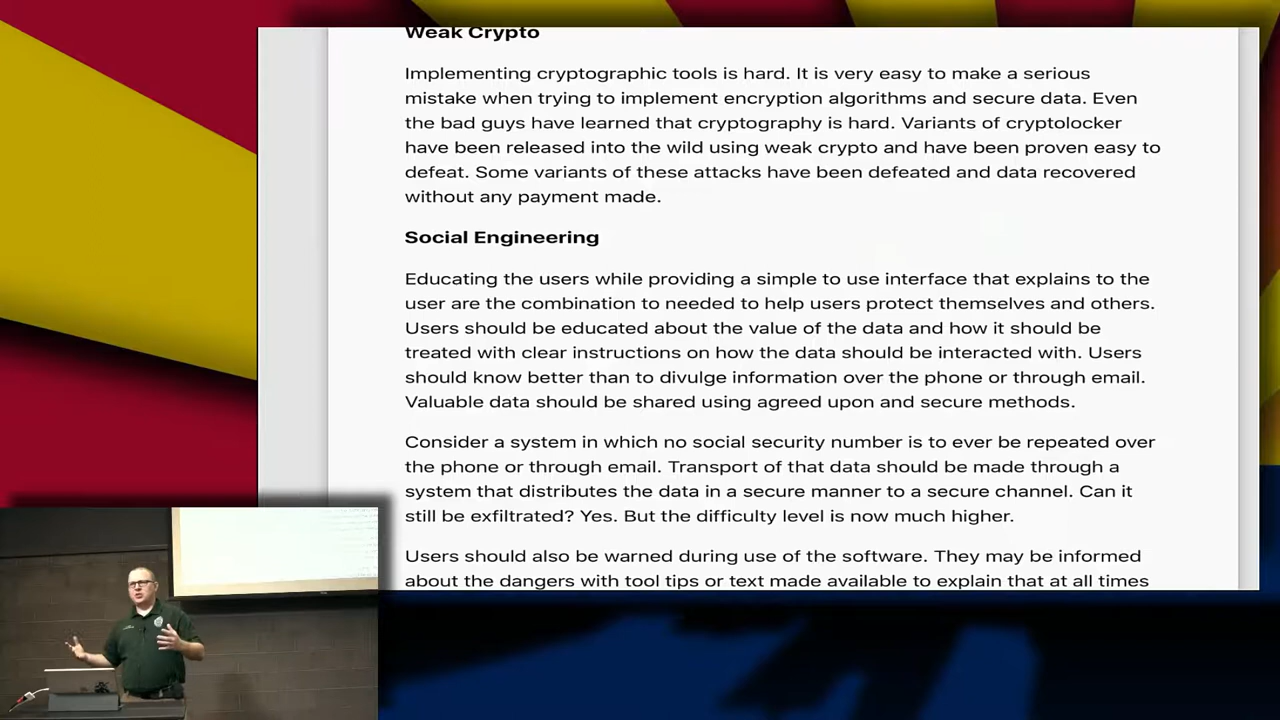 Weak Crypto
Implementing cryptographic tools is hard. It is very easy to make a serious
mistake when trying to implement encryption algorithms and secure data. Even
the bad guys have learned that cryptography is hard. Variants of cryptolocker
have been released into the wild using weak crypto and have been proven easy to
defeat. Some variants of these attacks have been defeated and data recovered
without any payment made.
Social Engineering
Educating the users while providing a simple to use interface that explains to the
user are the combination to needed to help users protect themselves and others.
Users should be educated about the value of the data and how it should be
treated with clear instructions on how the data should be interacted with. Users
should know better than to divulge information over the phone or through email.
Valuable data should be shared using agreed upon and secure methods.
Consider a system in which no social security number is to ever be repeated over
the phone or through email. Transport of that data should be made through a
system that distributes the data in a secure manner to a secure channel. Can it
still be exfiltrated? Yes. But the difficulty level is now much higher.
Users should also be warned during use of the software. They may be informed
about the dangers with tool tips or text made available to explain that at all times